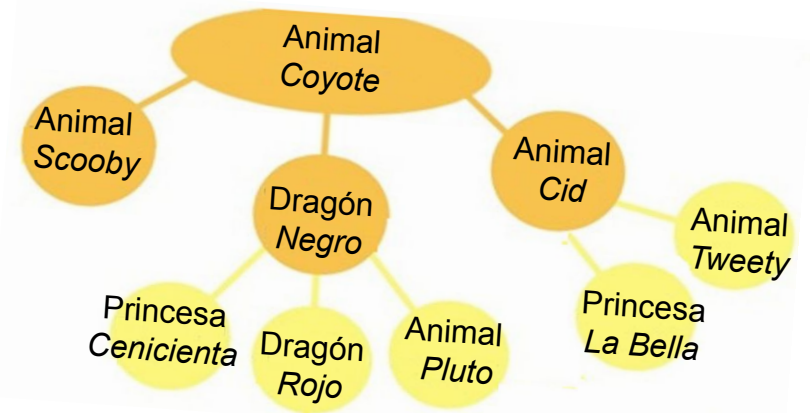 Animal
Coyote
Animal
Scooby
Dragón
Negro
Animal
Cid
Princesa
Cenicienta
Dragón
Rojo
Animal
Pluto
Princesa
La Bella
Animal
Tweety